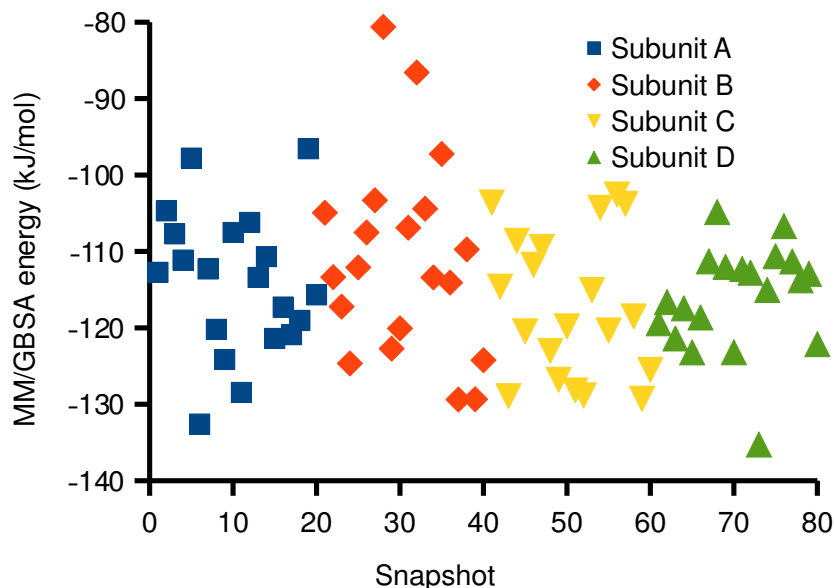 MM/GBSA energy (kJ/mol)
-80
-90
-100
-110
-120
-130
-140
Subunit A
Subunit B
Subunit C
Subunit D
0 10 20 30 40 50 60 70 80
Snapshot